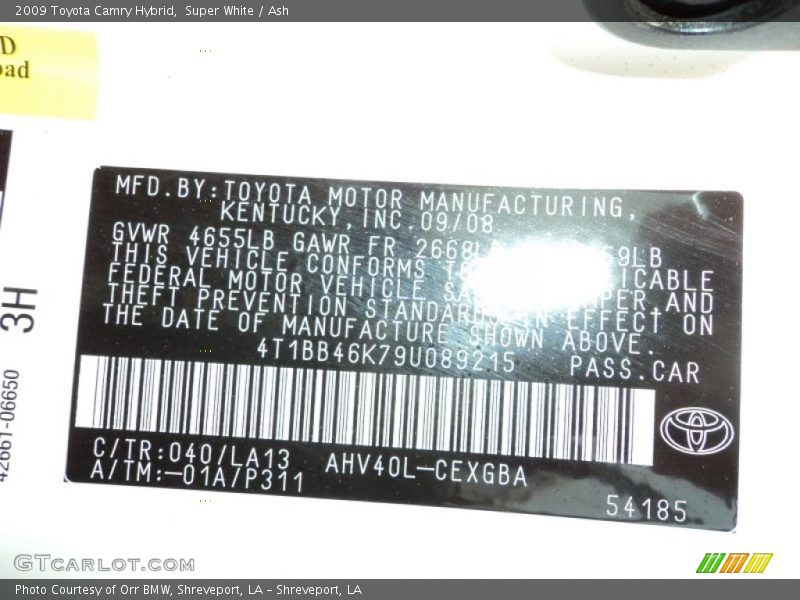 2009 Toyota Camry Hybrid, Super White / Ash
D
ad
MFD.BY:TOYOTA MOTOR MANUFACTURING,
KENTUCKY,INC.09/08
GVWR 4655LB GAWR FR 2668L 59LB
THIS VEHICLE CONFORMS ICABLE
FEDERAL MOTOR VEHICLE PER AND
THEFT PREVENTION STANDARD IN EFFECT ON
THE DATE OF MANUFACTURE SHOWN ABOVE.
4T1BB46K79U089215 PASS.CAR
C/TR:040/LA13 AHV40L-CEXGBA
A/TM:-01A/P311
54185
3H
42661-06650
GTCARLOT.COM
Photo Courtesy of Orr BMW, Shreveport, LA - Shreveport, LA